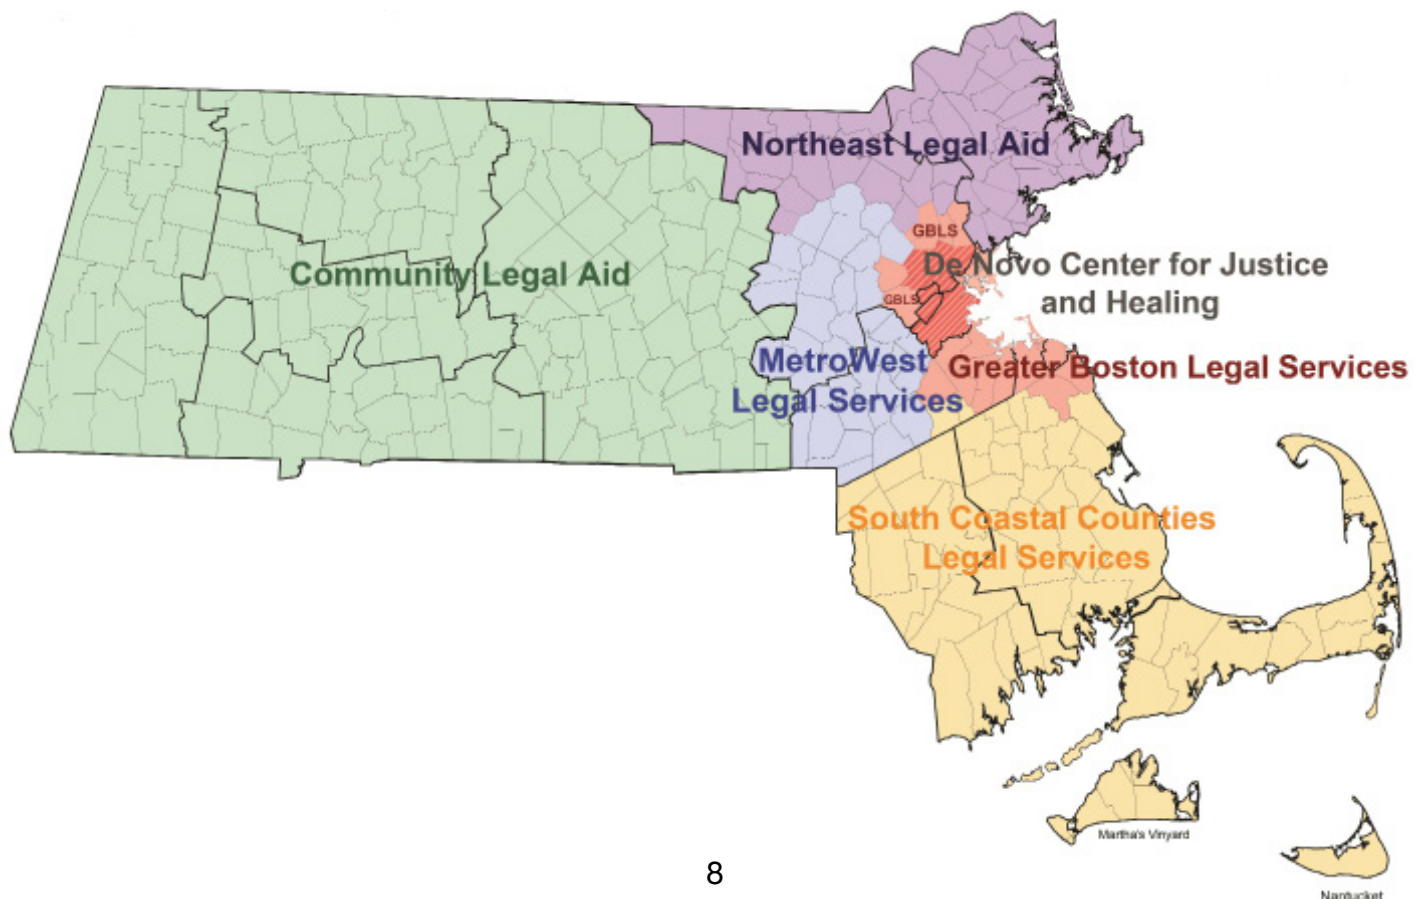 Northeast Legal Aid
GBLS
De Novo Center for Justice
and Healing
Community Legal Aid
GBLS
MetroWest
Legal Services
Greater Boston Legal Services
South Coastal Counties
Legal Services
Martha's Vinyard
8
Nantucket